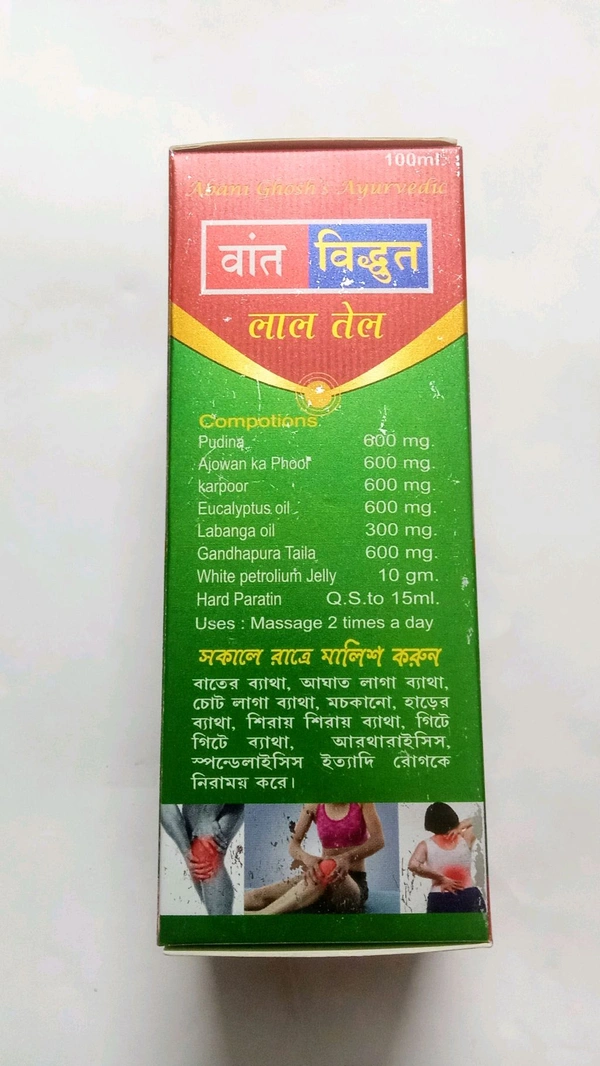 100ml.
Abani Ghosh's Ayurvedic
वांत विद्धुत
लाल तेल
Compotions
Pudina 600 mg.
Ajowan ka Phool 600 mg.
karpoor 600 mg.
Eucalyptus oil 600 mg.
Labanga oil 300 mg.
Gandhapura Taila 600 mg.
White petrolium Jelly 10 gm.
Hard Paratin Q.S.to 15ml.
Uses : Massage 2 times a day
সকালে রাত্রে মালিশ করুন
বাতের ব্যাথা, আঘাত লাগা ব্যাথা,
চোট লাগা ব্যাথা, মচকানো, হাড়ের
ব্যাথা, শিরায় শিরায় ব্যাথা, গিটে
গিটে ব্যাথা, আরথারাইসিস,
স্পন্ডেলাইসিস ইত্যাদি রোগকে
নিরাময় করে।